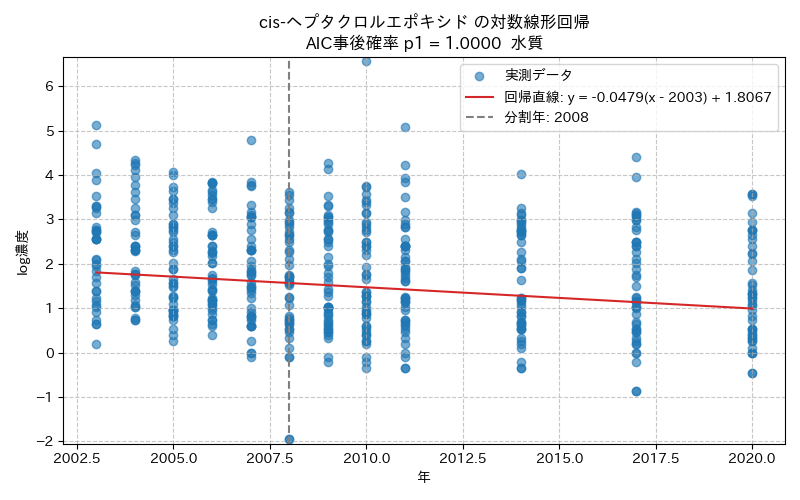 cis-ヘプタクロルエポキシド の対数線形回帰
AIC事後確率 p1 = 1.0000 水質
実測データ
回帰直線: y = -0.0479(x - 2003) + 1.8067
分割年: 2008
log濃度
6
5
4
3
2
1
0
−1
−2
2002.5 2005.0 2007.5 2010.0 2012.5 2015.0 2017.5 2020.0
年